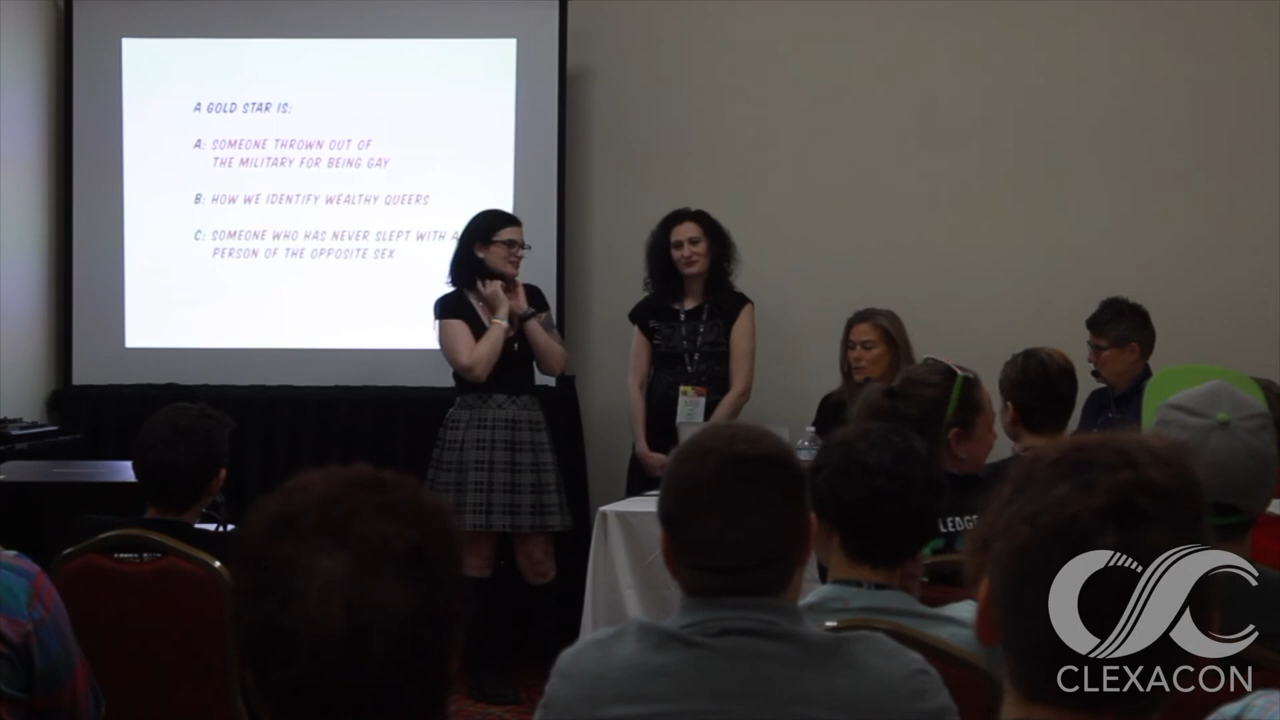 A GOLD STAR IS:
A: SOMEONE THROWN OUT OF
THE MILITARY FOR BEING GAY
B: HOW WE IDENTIFY WEALTHY QUEERS
C: SOMEONE WHO HAS NEVER SLEPT WITH A
PERSON OF THE OPPOSITE SEX
LEDGE
CLEXACON